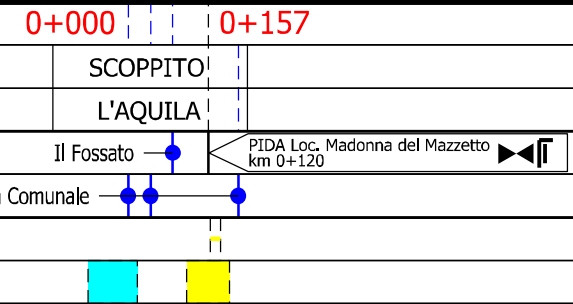 0+000 0+157
SCOPPITO
L'AQUILA
Il Fossato
PIDA Loc. Madonna del Mazzetto
km 0+120
Comunale